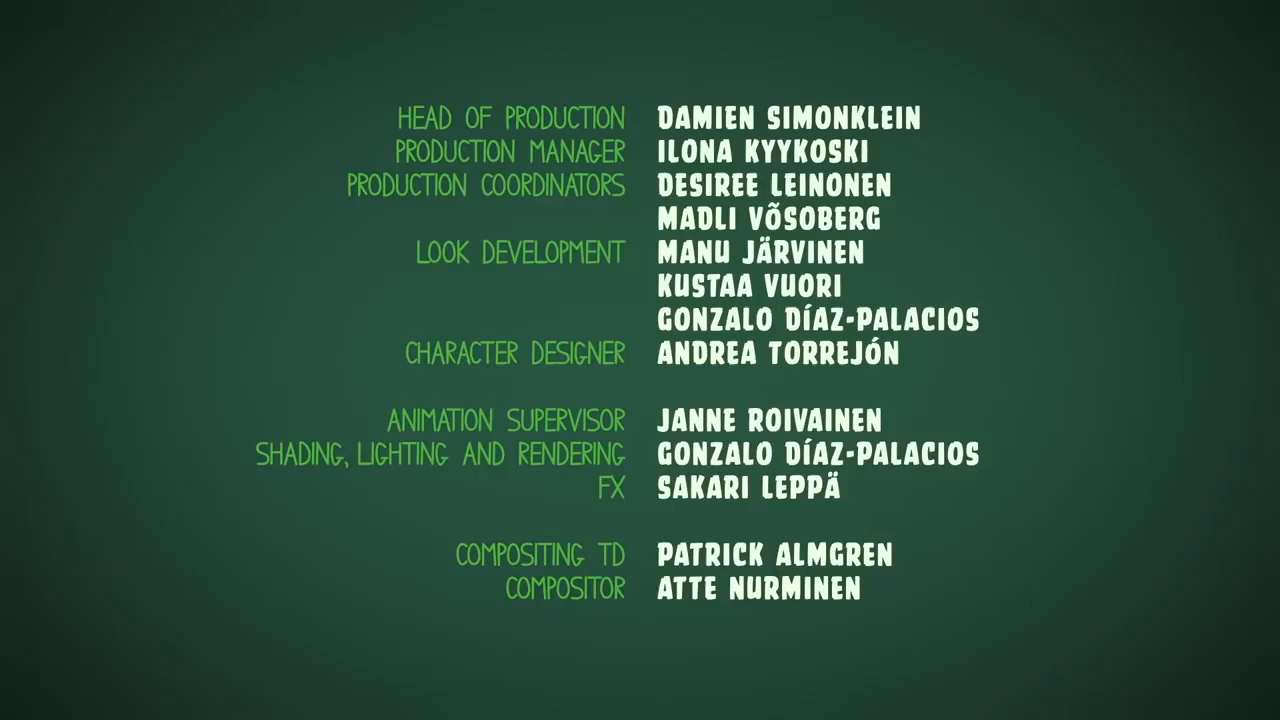 HEAD OF PRODUCTION DAMIEN SIMONKLEIN
PRODUCTION MANAGER ILONA KYYKOSKI
PRODUCTION COORDINATORS DESIREE LEINONEN
MADLI VÕSOBERG
LOOK DEVELOPMENT MANU JÄRVINEN
KUSTAA VUORI
GONZALO DÍAZ-PALACIOS
CHARACTER DESIGNER ANDREA TORREJÓN
ANIMATION SUPERVISOR JANNE ROIVAINEN
SHADING, LIGHTING AND RENDERING GONZALO DÍAZ-PALACIOS
FX SAKARI LEPPÄ
COMPOSITING TD PATRICK ALMGREN
COMPOSITOR ATTE NURMINEN